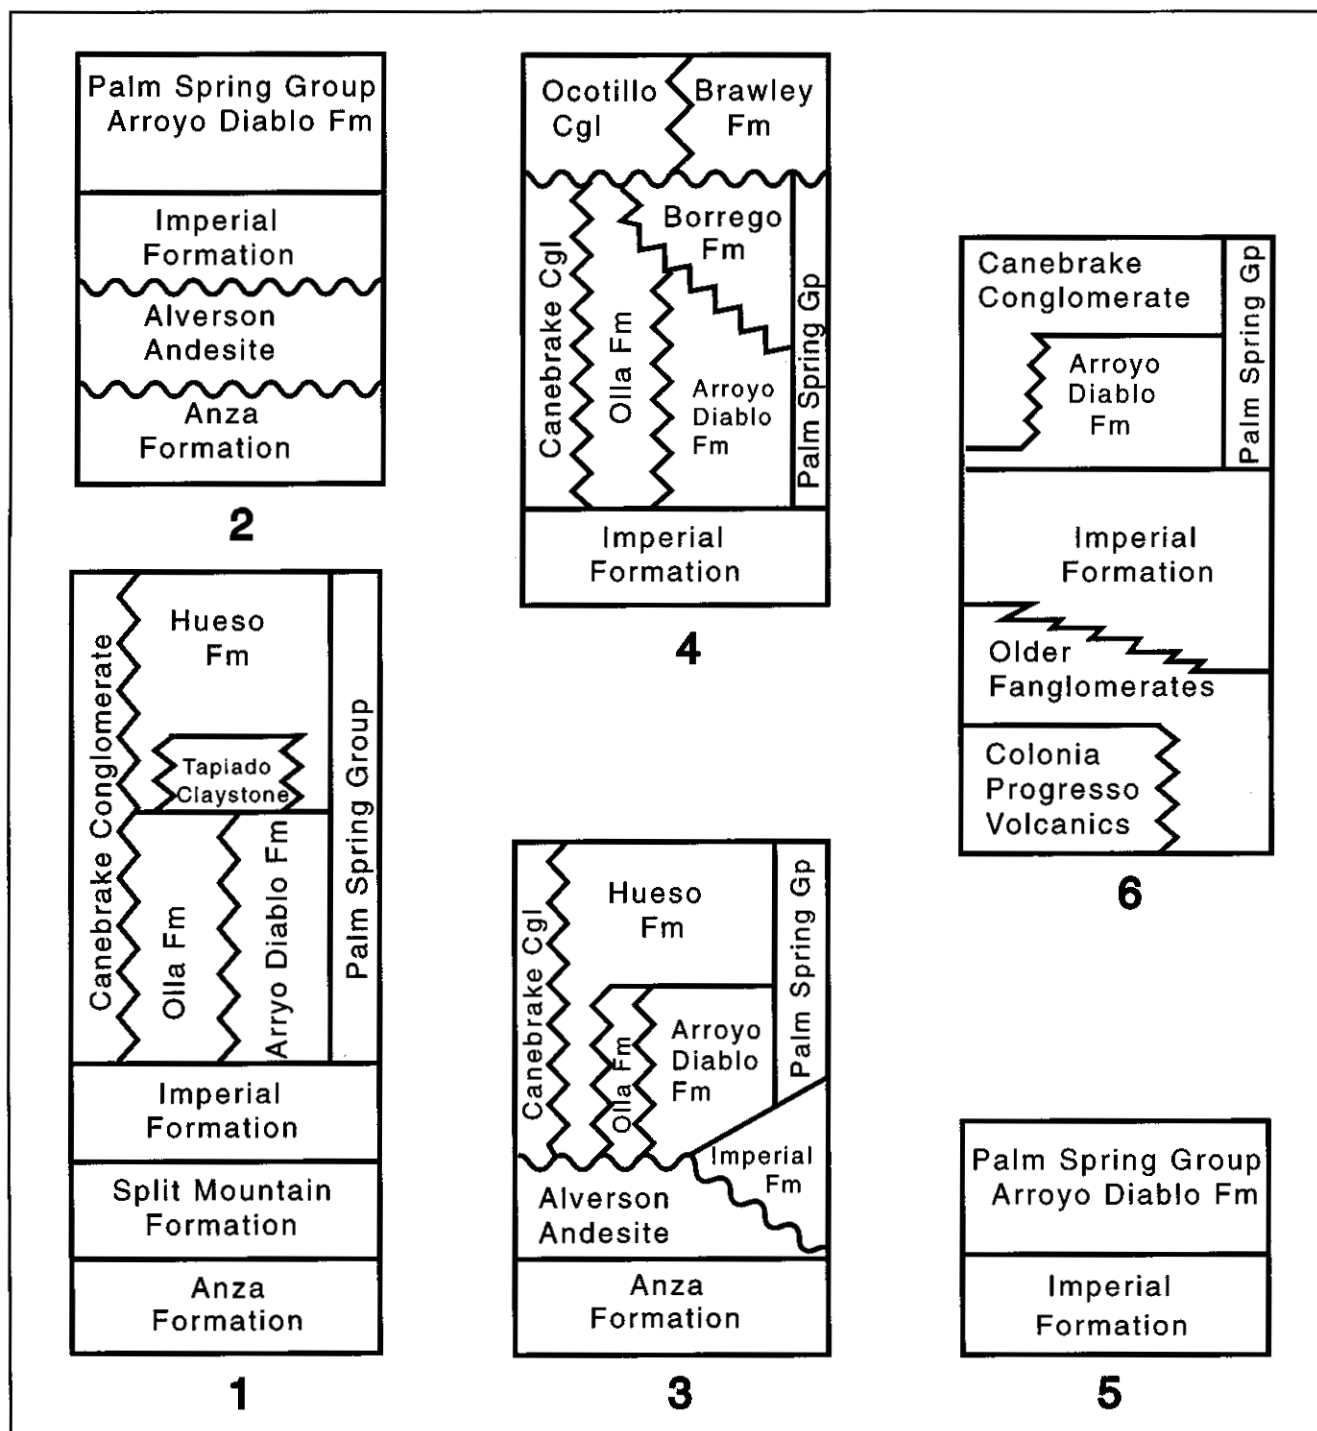 Palm Spring Group
Arroyo Diablo Fm
Imperial
Formation
Alverson
Andesite
Anza
Formation
2
Canebrake Conglomerate
Hueso
Fm
Tapiado
Claystone
Olla Fm
Arryo Diablo Fm
Palm Spring Group
Imperial
Formation
Split Mountain
Formation
Anza
Formation
1
Ocotillo
Cgl
Brawley
Fm
Canebrake Cgl
Olla Fm
Borrego
Fm
Arroyo
Diablo
Fm
Palm Spring Gp
Imperial
Formation
4
Canebrake Cgl
Hueso
Fm
Olla Fm
Arroyo
Diablo
Fm
Palm Spring Gp
Imperial
Fm
Alverson
Andesite
Anza
Formation
3
Canebrake
Conglomerate
Arroyo
Diablo
Fm
Palm Spring Gp
Imperial
Formation
Older
Fanglomerates
Colonia
Progresso
Volcanics
6
Palm Spring Group
Arroyo Diablo Fm
Imperial
Formation
5